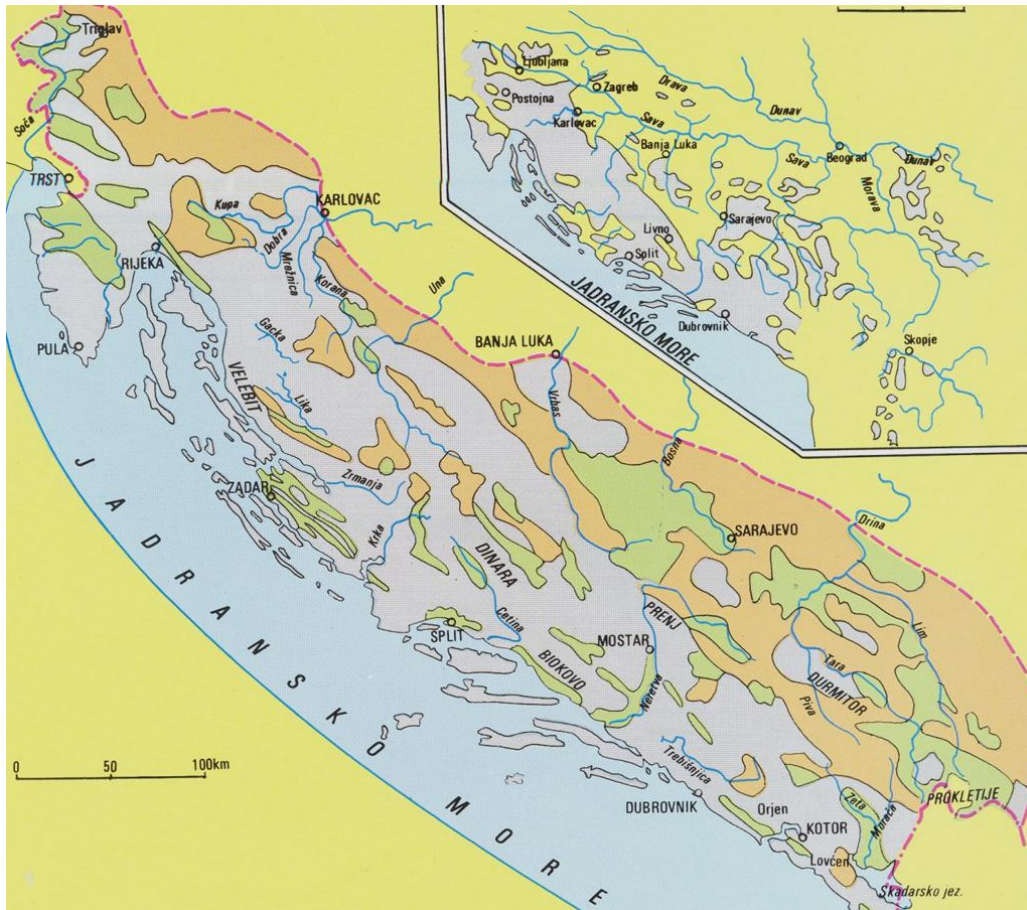 Triglav
Soča
TRST
RIJEKA
PULA
Kupa
Dobra
Mrežnica
KARLOVAC
Korana
Una
Gacka
VELEBIT
Lika
ZADAR
Zrmanja
Krka
BANJA LUKA
Vrbas
Bosna
SARAJEVO
Drina
DINARA
Cetina
SPLIT
BIOKOVO
MOSTAR
PRENJ
Neretva
Lim
Tara
DURMITOR
Piva
Trebišnjica
DUBROVNIK
Orjen
KOTOR
Lovćen
Zeta
Morača
PROKLETIJE
Skadarsko jez.
JADRANSKO MORE
0 50 100km
Ljubljana
Postojna
Zagreb
Karlovac
Drava
Dunav
Sava
Banja Luka
Sava
Beograd
Dunav
Morava
Sarajevo
Livno
Split
Dubrovnik
Skopje
JADRANSKO MORE